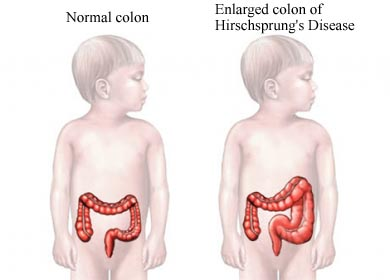 Normal colon
Enlarged colon of
Hirschsprung's Disease